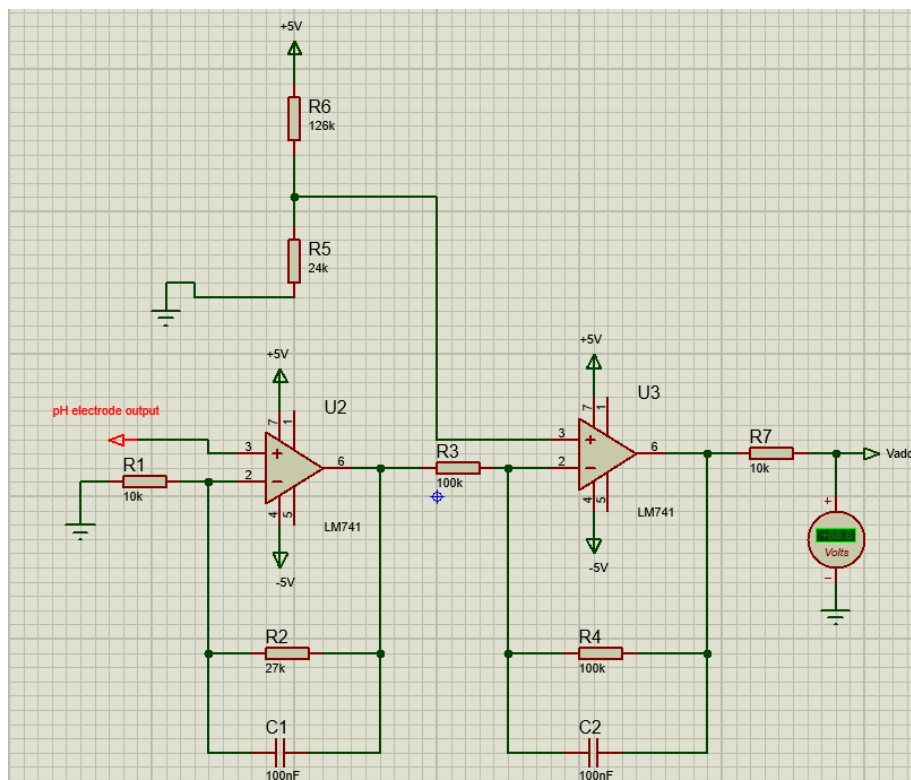 +5V
R6
126k
R5
24k
+5V
+5V
U2
U3
pH electrode output
7
1
7
1
3
6
R3
3
6
R7
Vadc
R1
2
100k
2
10k
10k
4
5
LM741
4
5
LM741
+
-5V
-5V
+88.8
Volts
R2
27k
R4
100k
C1
100nF
C2
100nF